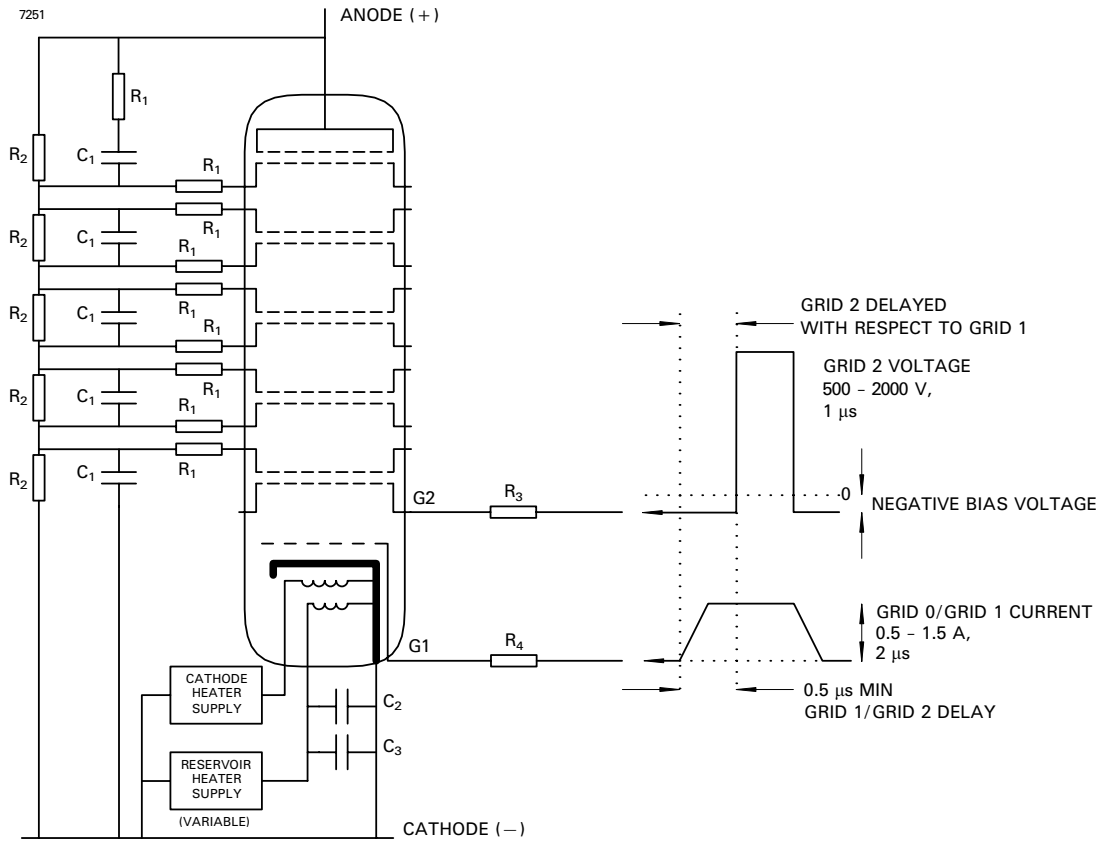 7251
ANODE (+)
R1
R2
C1
R1
R1
R2
C1
R1
R1
R2
C1
R1
R1
R2
C1
R1
R1
R2
C1
G2
R3
GRID 2 DELAYED
WITH RESPECT TO GRID 1
GRID 2 VOLTAGE
500 – 2000 V,
1 μs
0
NEGATIVE BIAS VOLTAGE
G1
R4
GRID 0/GRID 1 CURRENT
0.5 – 1.5 A,
2 μs
0.5 μs MIN
GRID 1/GRID 2 DELAY
CATHODE
HEATER
SUPPLY
C2
C3
RESERVOIR
HEATER
SUPPLY
(VARIABLE)
CATHODE (–)